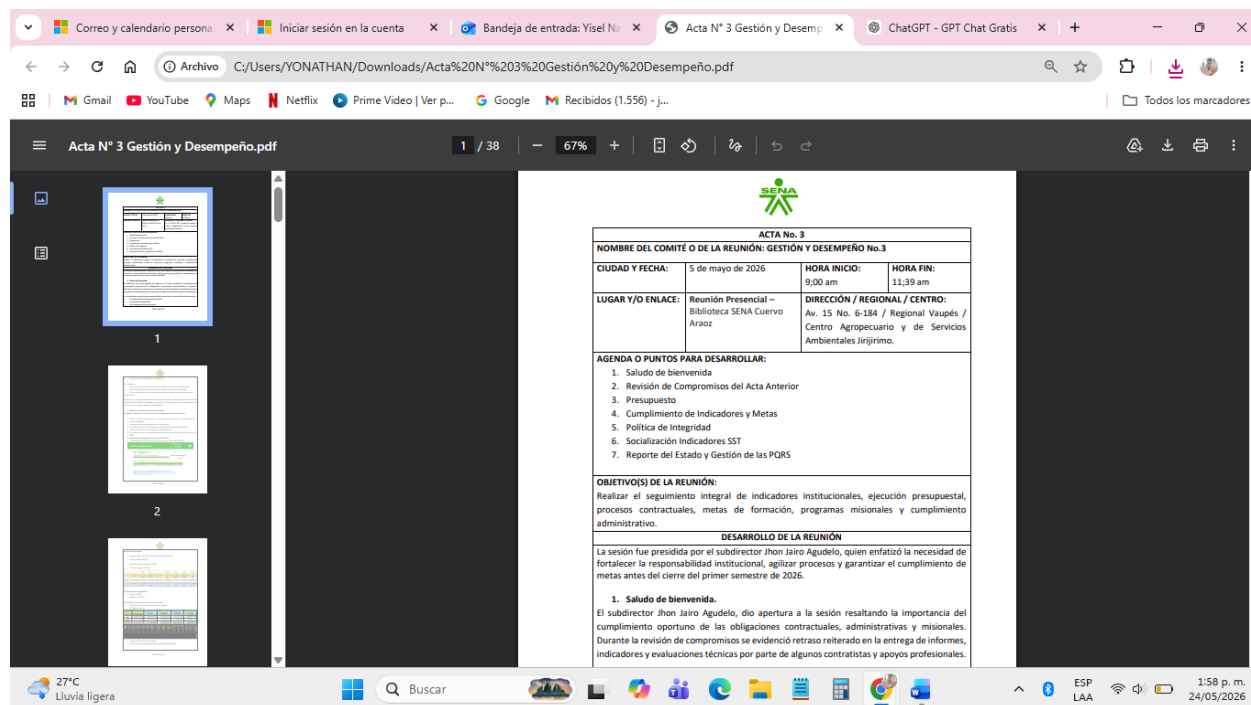 Correo y calendario persona
Iniciar sesión en la cuenta
Bandeja de entrada: Yisel Na
Acta N° 3 Gestión y Desemp
ChatGPT - GPT Chat Gratis
Archivo
C:/Users/YONATHAN/Downloads/Acta%20N°%203%20Gestión%20y%20Desempeño.pdf
Gmail
YouTube
Maps
Netflix
Prime Video | Ver p...
Google
Recibidos (1.556) - j...
Todos los marcadores
Acta N° 3 Gestión y Desempeño.pdf
1 / 38
67%
1
2
SENA
ACTA No. 3
NOMBRE DEL COMITÉ O DE LA REUNIÓN: GESTIÓN Y DESEMPEÑO No.3
CIUDAD Y FECHA:
5 de mayo de 2026
HORA INICIO:
9;00 am
HORA FIN:
11;39 am
LUGAR Y/O ENLACE:
Reunión Presencial –
Biblioteca SENA Cuervo
Araoz
DIRECCIÓN / REGIONAL / CENTRO:
Av. 15 No. 6-184 / Regional Vaupés /
Centro Agropecuario y de Servicios
Ambientales Jirijirimo.
AGENDA O PUNTOS PARA DESARROLLAR:
1. Saludo de bienvenida
2. Revisión de Compromisos del Acta Anterior
3. Presupuesto
4. Cumplimiento de Indicadores y Metas
5. Política de Integridad
6. Socialización Indicadores SST
7. Reporte del Estado y Gestión de las PQRS
OBJETIVO(S) DE LA REUNIÓN:
Realizar el seguimiento integral de indicadores institucionales, ejecución presupuestal,
procesos contractuales, metas de formación, programas misionales y cumplimiento
administrativo.
DESARROLLO DE LA REUNIÓN
La sesión fue presidida por el subdirector Jhon Jairo Agudelo, quien enfatizó la necesidad de
fortalecer la responsabilidad institucional, agilizar procesos y garantizar el cumplimiento de
metas antes del cierre del primer semestre de 2026.
1. Saludo de bienvenida.
El subdirector Jhon Jairo Agudelo, dio apertura a la sesión resaltando la importancia del
cumplimiento oportuno de las obligaciones contractuales, administrativas y misionales.
Durante la revisión de compromisos se evidenció retraso reiterado en la entrega de informes,
indicadores y evaluaciones técnicas por parte de algunos contratistas y apoyos profesionales.
27°C
Lluvia ligera
Buscar
ESP
LAA
1:58 p. m.
24/05/2026